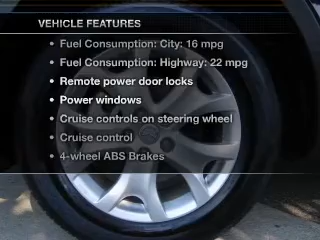 VEHICLE FEATURES
• Fuel Consumption: City: 16 mpg
• Fuel Consumption: Highway: 22 mpg
• Remote power door locks
• Power windows
• Cruise controls on steering wheel
• Cruise control
• 4-wheel ABS Brakes